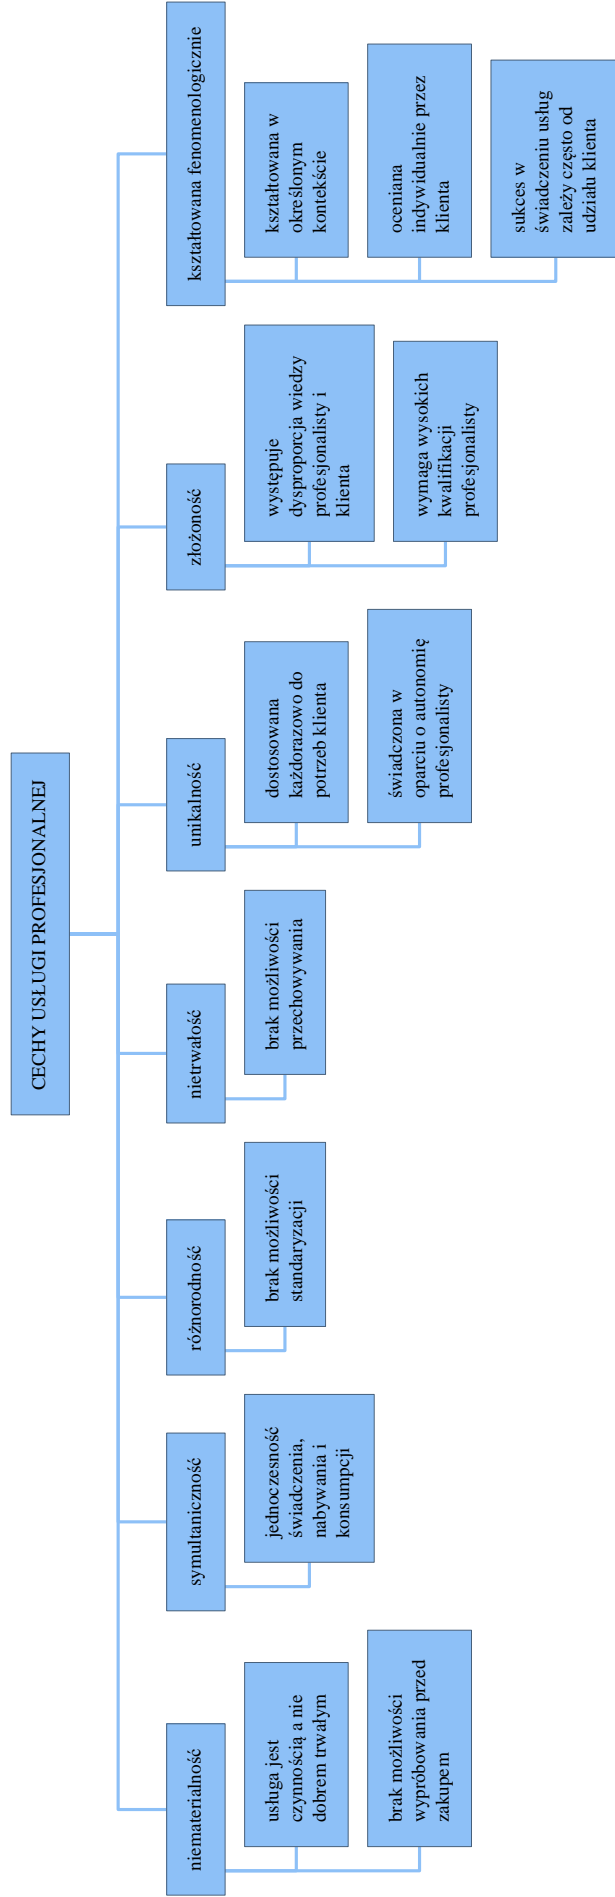 CECHY USŁUGI PROFESJONALNEJ
niematerialność
usługa jest
czynnością a nie
dobrem trwałym
brak możliwości
wypróbowania przed
zakupem
symultaniczność
jednoczesność
świadczenia,
nabywania i
konsumpcji
różnorodność
brak możliwości
standaryzacji
nietrwałość
brak możliwości
przechowywania
unikalność
dostosowana
każdorazowo do
potrzeb klienta
świadczona w
oparciu o autonomię
profesjonalisty
złożoność
występuje
dysproporcja wiedzy
profesjonalisty i
klienta
wymaga wysokich
kwalifikacji
profesjonalisty
kształtowana fenomenologicznie
kształtowana w
określonym
kontekście
oceniana
indywidualnie przez
klienta
sukces w
świadczeniu usług
zależy często od
udziału klienta